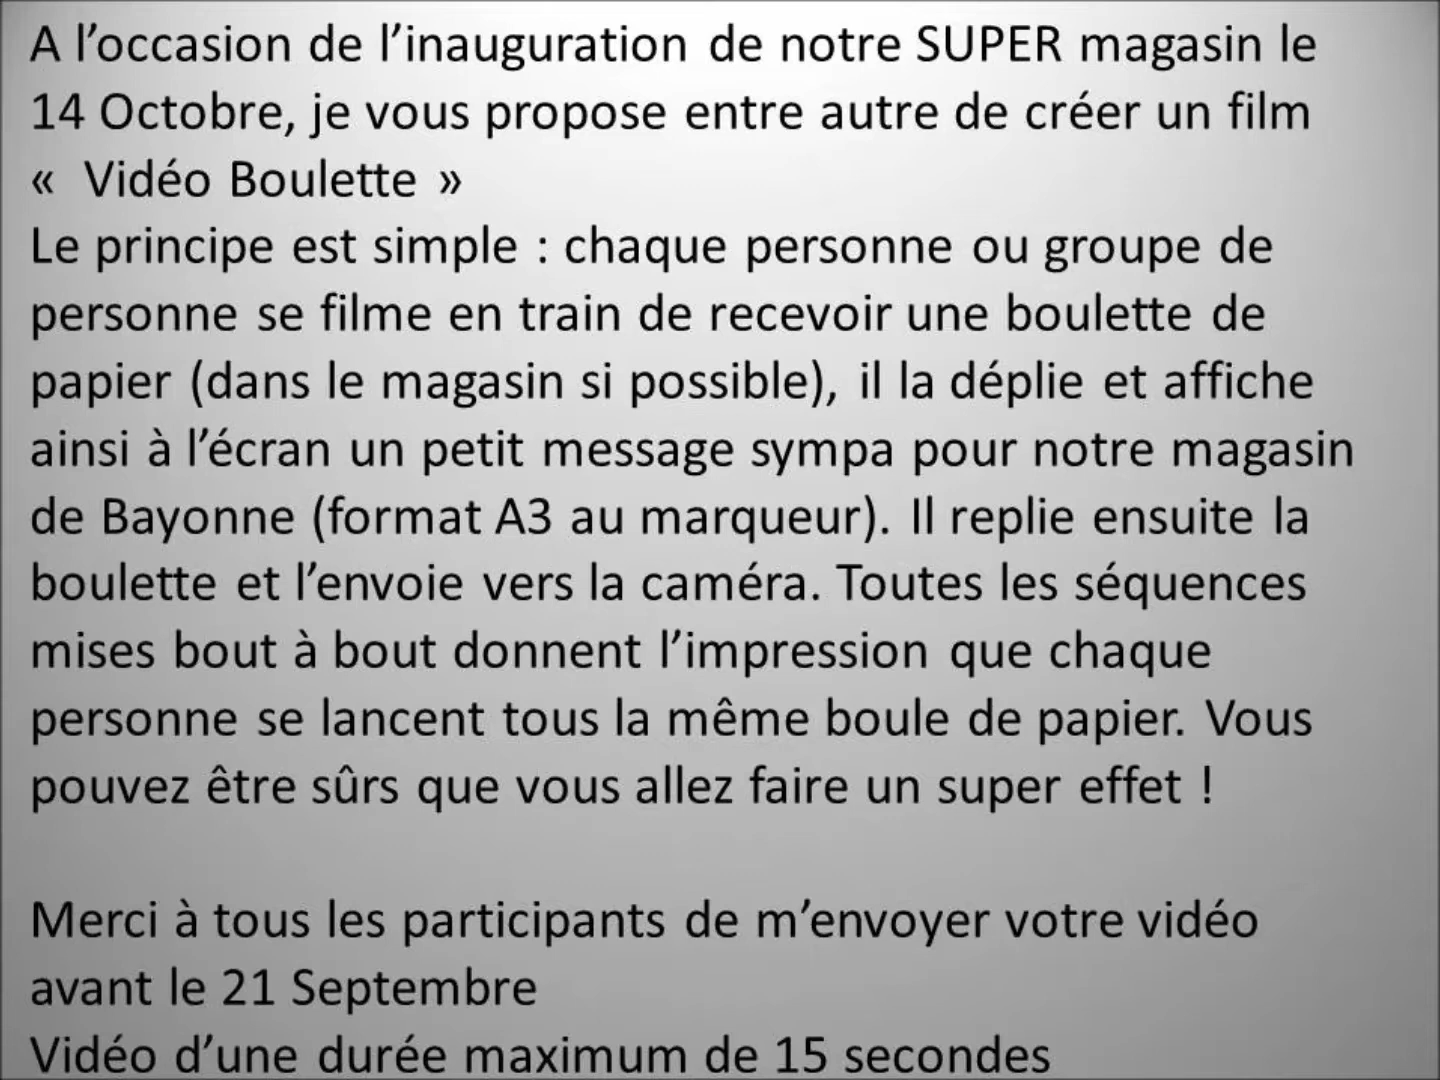 A l’occasion de l’inauguration de notre SUPER magasin le
14 Octobre, je vous propose entre autre de créer un film
«  Vidéo Boulette »
Le principe est simple : chaque personne ou groupe de
personne se filme en train de recevoir une boulette de
papier (dans le magasin si possible), il la déplie et affiche
ainsi à l’écran un petit message sympa pour notre magasin
de Bayonne (format A3 au marqueur). Il replie ensuite la
boulette et l’envoie vers la caméra. Toutes les séquences
mises bout à bout donnent l’impression que chaque
personne se lancent tous la même boule de papier. Vous
pouvez être sûrs que vous allez faire un super effet !
Merci à tous les participants de m’envoyer votre vidéo
avant le 21 Septembre
Vidéo d’une durée maximum de 15 secondes